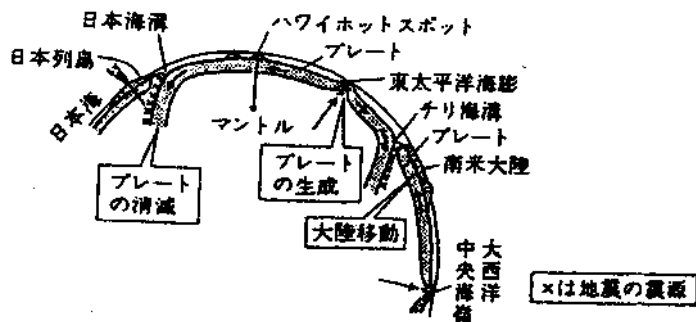 日本海溝
ハワイホットスポット
日本列島
プレート
東太平洋海膨
日本海
マントル
チリ海溝
プレート
南米大陸
プレート
の消滅
プレート
の生成
大陸移動
大西洋
中央海嶺
×は地震の震源